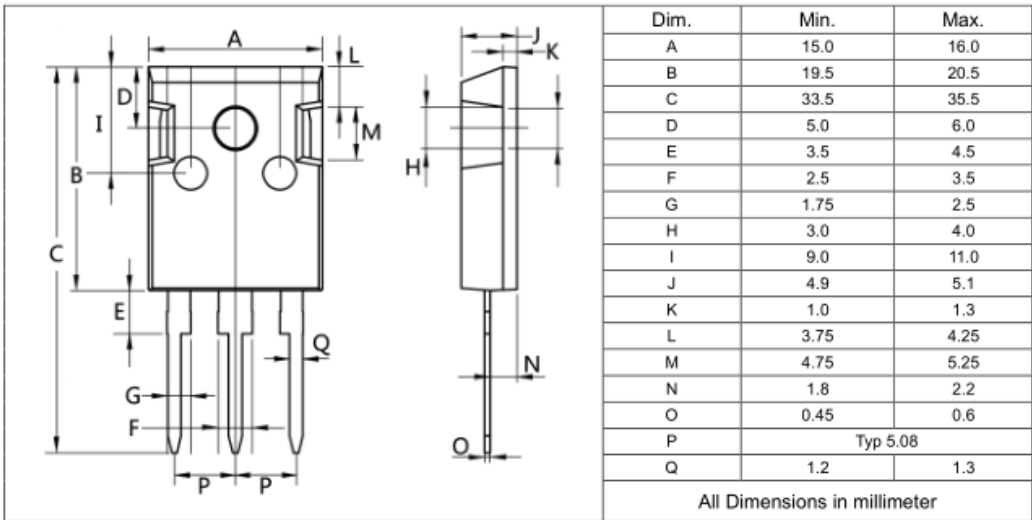 A
L
D
I
M
B
C
E
Q
G
F
P P
J
K
H
N
O
Dim. Min. Max.
A 15.0 16.0
B 19.5 20.5
C 33.5 35.5
D 5.0 6.0
E 3.5 4.5
F 2.5 3.5
G 1.75 2.5
H 3.0 4.0
I 9.0 11.0
J 4.9 5.1
K 1.0 1.3
L 3.75 4.25
M 4.75 5.25
N 1.8 2.2
O 0.45 0.6
P Typ 5.08
Q 1.2 1.3
All Dimensions in millimeter